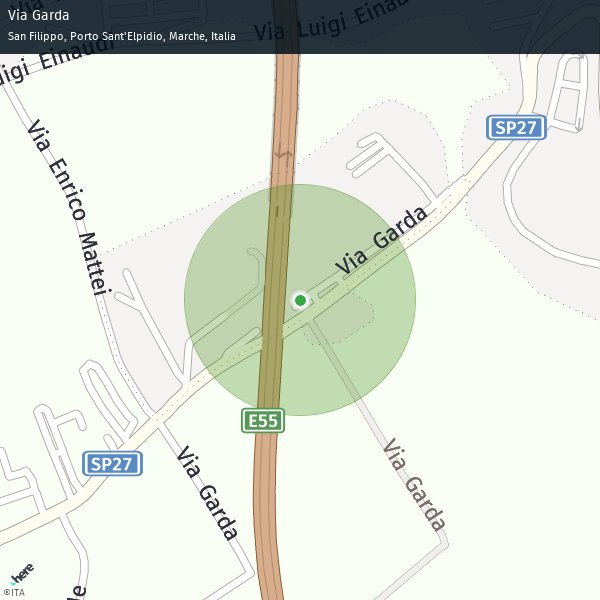 Via Garda
San Filippo, Porto Sant'Elpidio, Marche, Italia
Via Luigi Einaudi
uigi Einaudi
SP27
Via Enrico Mattei
Via Garda
E55
SP27
Via Garda
Via Garda
here
©ITA